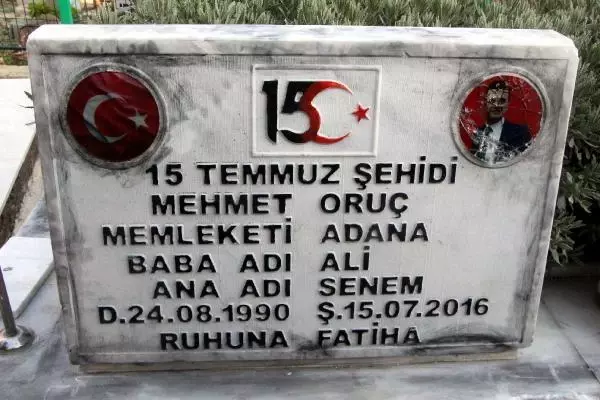 15
15 TEMMUZ ŞEHİDİ
MEHMET ORUÇ
MEMLEKETİ ADANA
BABA ADI ALİ
ANA ADI SENEM
D.24.08.1990 Ş.15.07.2016
RUHUNA FATİHA